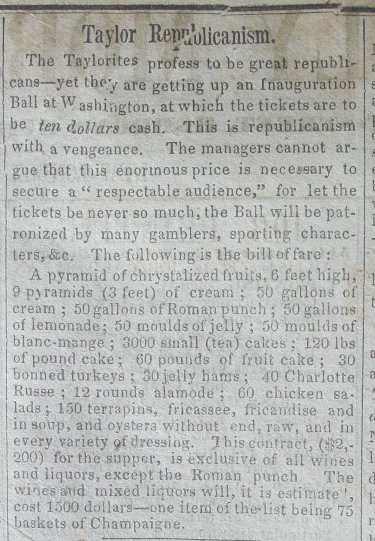 Taylor Republicanism.
The Taylorites profess to be great republi-
cans—yet they are getting up an Inauguration
Ball at Washington, at which the tickets are to
be ten dollars cash. This is republicanism
with a vengeance. The managers cannot ar-
gue that this enormous price is necessary to
secure a "respectable audience," for let the
tickets be never so much, the Ball will be pat-
ronized by many gamblers, sporting charac-
ters, &c. The following is the bill of fare:
A pyramid of chrystalized fruits, 6 feet high,
9 pyramids (3 feet) of cream; 50 gallons of
cream; 50 gallons of Roman punch; 50 gallons
of lemonade; 50 moulds of jelly; 50 moulds of
blanc-mange; 3000 small (tea) cakes; 120 lbs
of pound cake; 60 pounds of fruit cake; 30
bonned turkeys; 30 jelly hams; 40 Charlotte
Russe; 12 rounds alamode; 60 chicken sa-
lads; 150 terrapins, fricassee, fricandise and
in soup, and oysters without end, raw, and in
every variety of dressing. This contract, ($2,-
200) for the supper, is exclusive of all wines
and liquors, except the Roman punch The
wines and mixed liquors will, it is estimate',
cost 1500 dollars—one item of the list being 75
baskets of Champaigne.